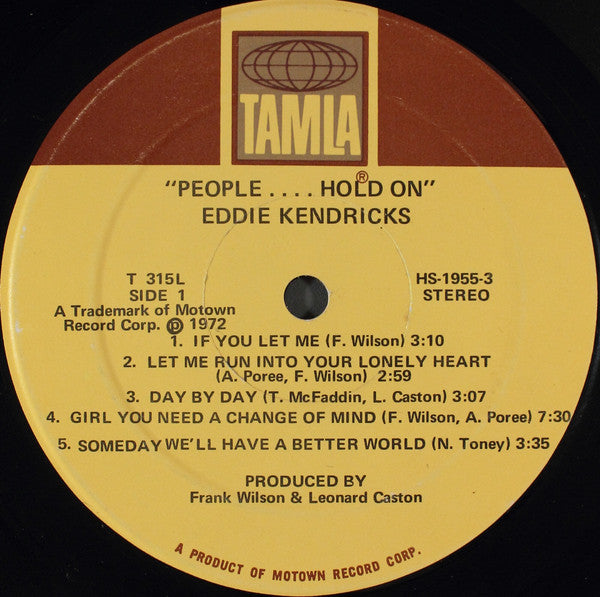 TAMLA
®
"PEOPLE . . . . HOLD ON"
EDDIE KENDRICKS
T 315L
SIDE 1
HS-1955-3
STEREO
A Trademark of Motown
Record Corp. ℗ 1972
1. IF YOU LET ME (F. Wilson) 3:10
2. LET ME RUN INTO YOUR LONELY HEART
(A. Poree, F. Wilson) 2:59
3. DAY BY DAY (T. McFaddin, L. Caston) 3:07
4. GIRL YOU NEED A CHANGE OF MIND (F. Wilson, A. Poree) 7:30
5. SOMEDAY WE'LL HAVE A BETTER WORLD (N. Toney) 3:35
PRODUCED BY
Frank Wilson & Leonard Caston
A PRODUCT OF MOTOWN RECORD CORP.